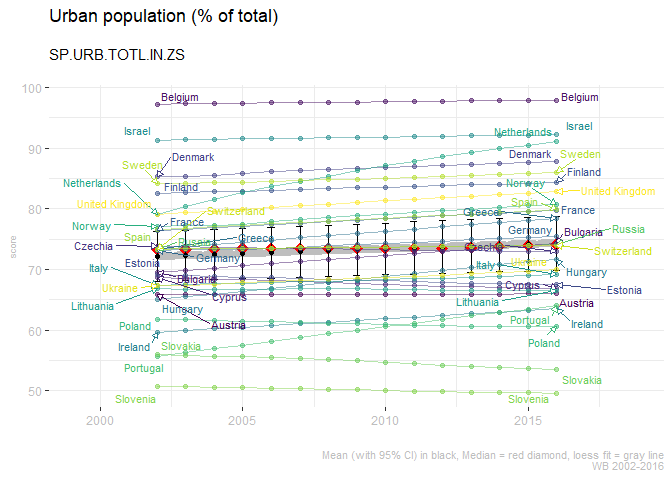 Urban population (% of total)
SP.URB.TOTL.IN.ZS
score
100
90
80
70
60
50
2000
2005
2010
2015
Belgium
Israel
Sweden
Denmark
Netherlands
Finland
United Kingdom
Norway
France
Switzerland
Spain
Greece
Czechia
Russia
Germany
Estonia
Italy
Bulgaria
Ukraine
Cyprus
Lithuania
Hungary
Poland
Austria
Ireland
Slovakia
Portugal
Slovenia
Belgium
Israel
Netherlands
Denmark
Sweden
Finland
Norway
United Kingdom
Spain
Greece
France
Germany
Bulgaria
Russia
Czechia
Switzerland
Italy
Ukraine
Hungary
Cyprus
Estonia
Lithuania
Austria
Portugal
Ireland
Poland
Slovakia
Slovenia
Mean (with 95% CI) in black, Median = red diamond, loess fit = gray line
WB 2002-2016